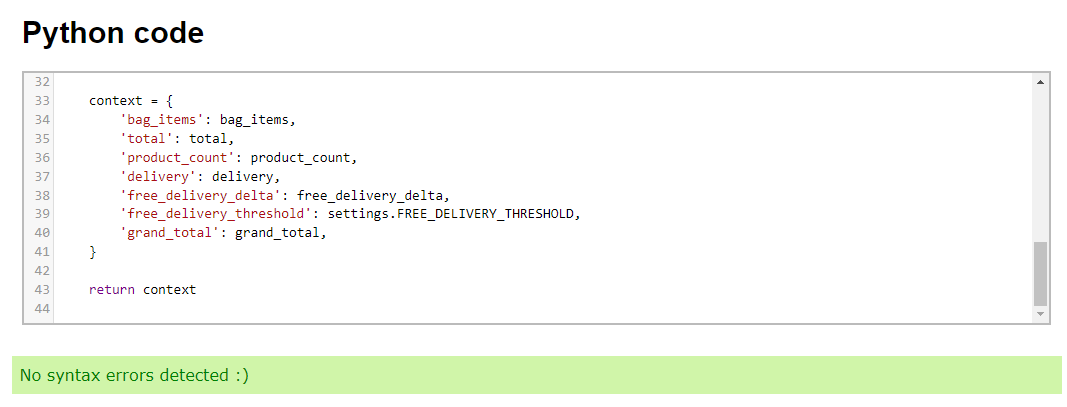 Python code
32
33 context = {
34 'bag_items': bag_items,
35 'total': total,
36 'product_count': product_count,
37 'delivery': delivery,
38 'free_delivery_delta': free_delivery_delta,
39 'free_delivery_threshold': settings.FREE_DELIVERY_THRESHOLD,
40 'grand_total': grand_total,
41 }
42
43 return context
44
No syntax errors detected :)